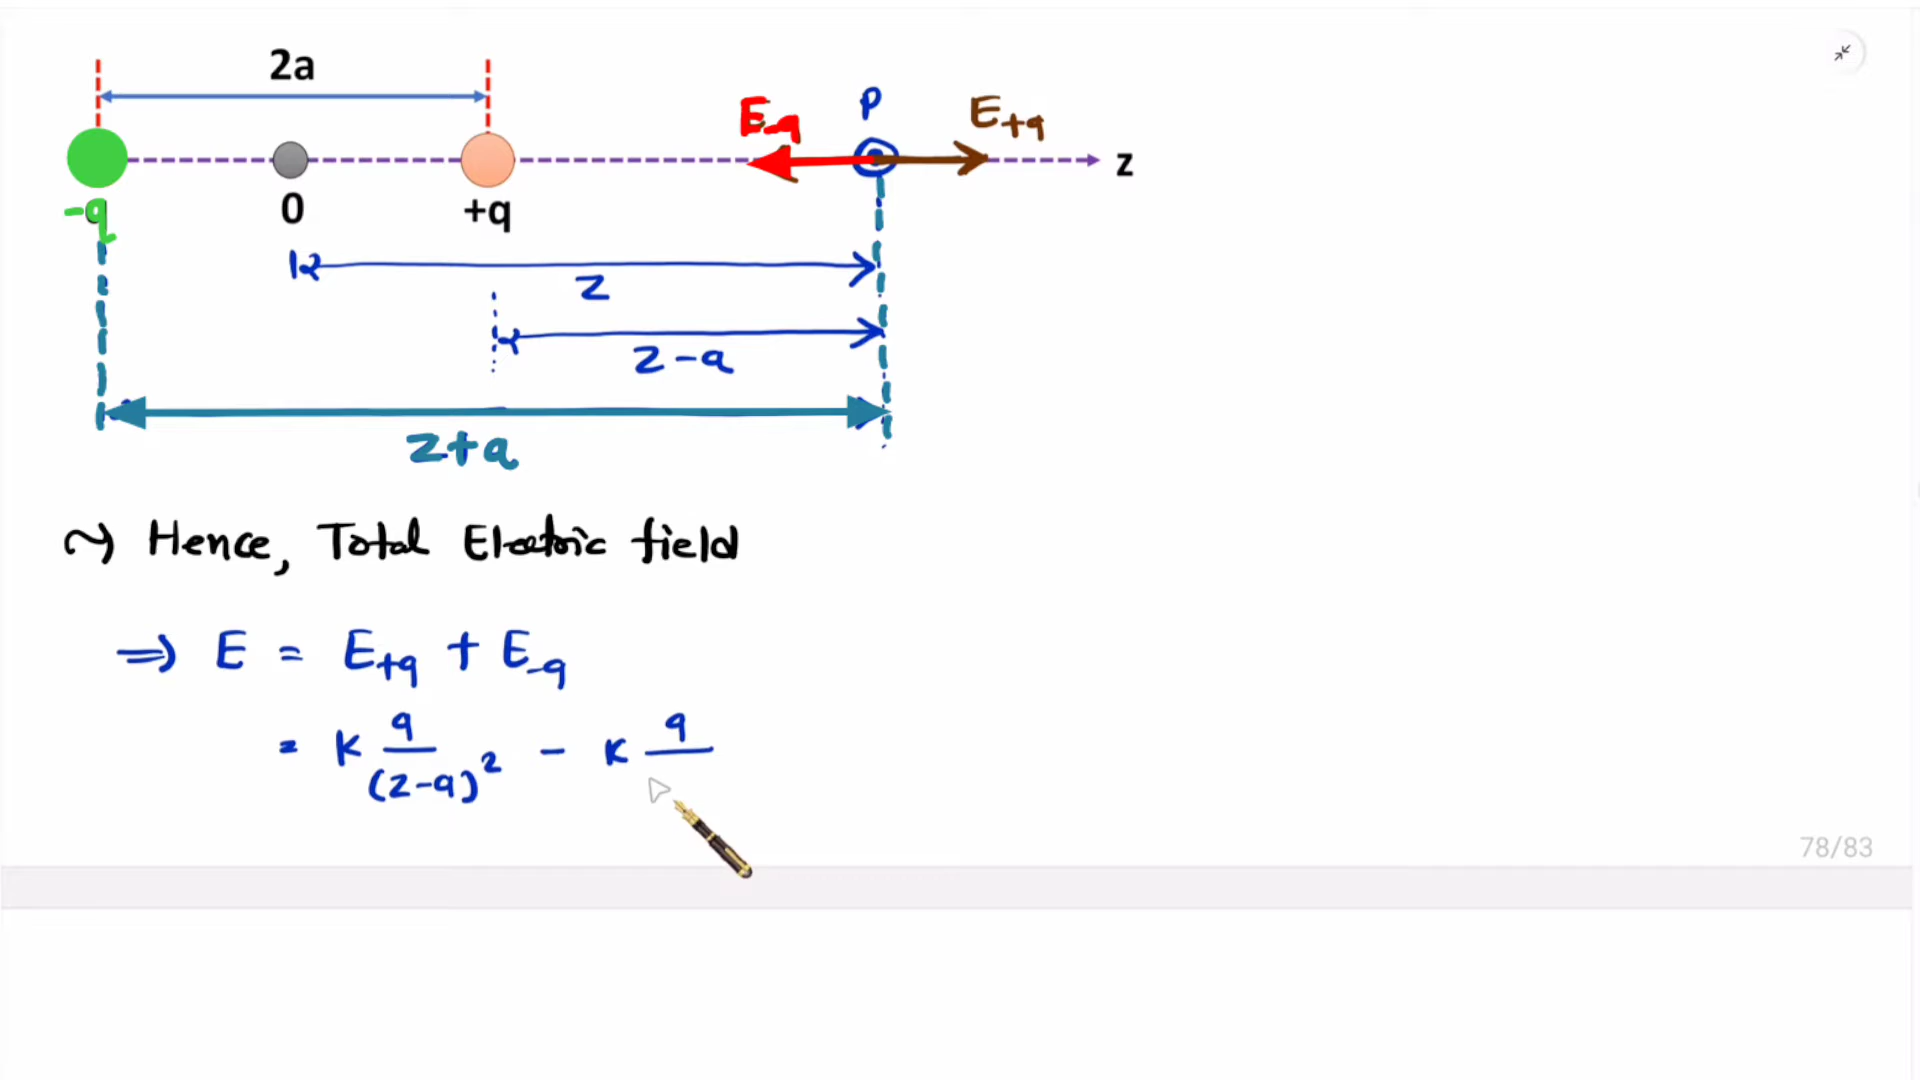 2a
E-q P E+q
z
-q 0 +q
z
z-a
z+a
~) Hence, Total Electric field
⇒ E = E+q + E-q
= K q/(z-a)² - K q/
78/83